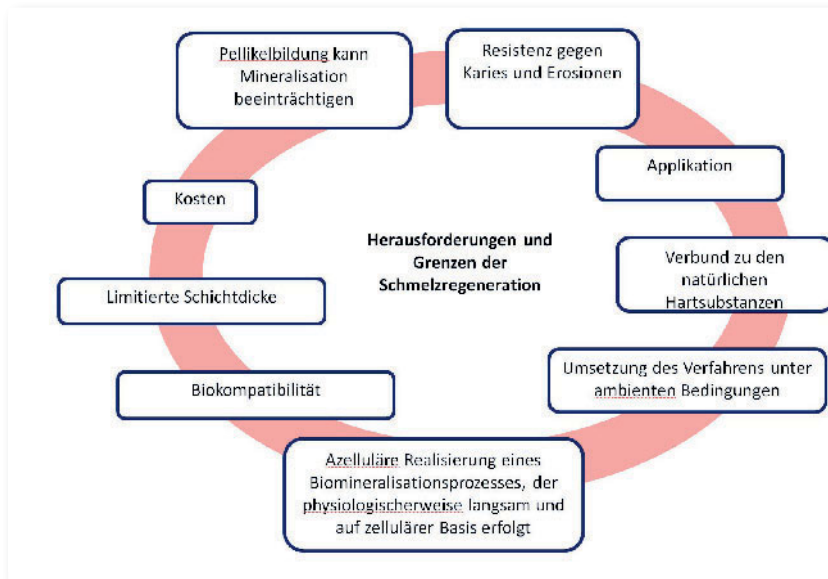 Pellikelbildung kann
Mineralisation
beeinträchtigen
Resistenz gegen
Karies und Erosionen
Applikation
Kosten
Herausforderungen und
Grenzen der
Schmelzregeneration
Verbund zu den
natürlichen
Hartsubstanzen
Limitierte Schichtdicke
Umsetzung des Verfahrens unter
ambienten Bedingungen
Biokompatibilität
Azelluläre Realisierung eines
Biomineralisationsprozesses, der
physiologischerweise langsam und
auf zellulärer Basis erfolgt